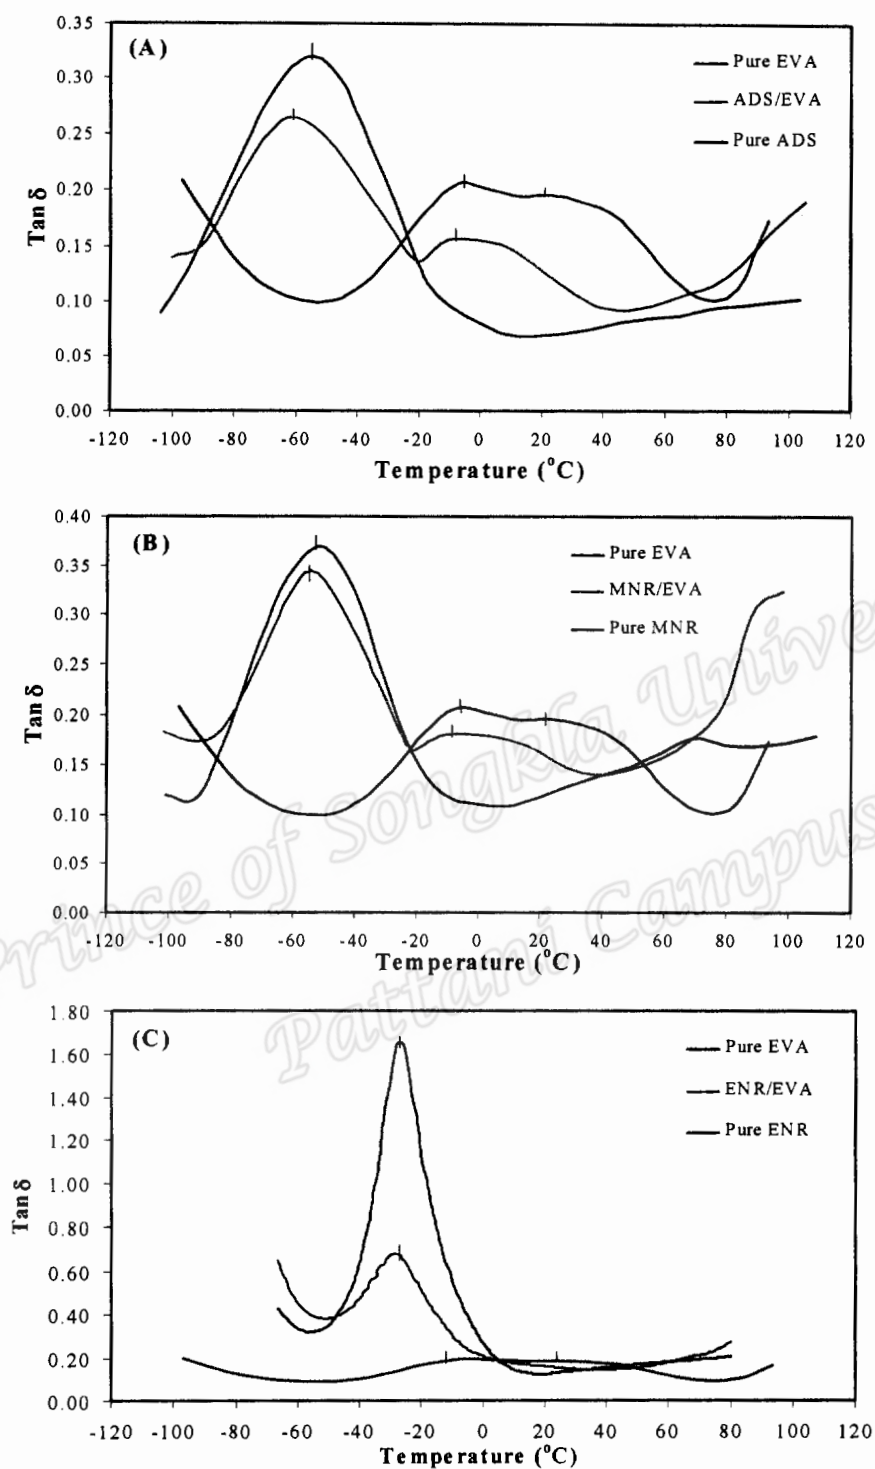 (A)
0.35
0.30
0.25
0.20
0.15
0.10
0.05
0.00
Tan δ
Pure EVA
ADS/EVA
Pure ADS
-120 -100 -80 -60 -40 -20 0 20 40 60 80 100 120
Temperature (°C)
(B)
0.40
0.35
0.30
0.25
0.20
0.15
0.10
0.05
0.00
Tan δ
Pure EVA
MNR/EVA
Pure MNR
-120 -100 -80 -60 -40 -20 0 20 40 60 80 100 120
Temperature (°C)
(C)
1.80
1.60
1.40
1.20
1.00
0.80
0.60
0.40
0.20
0.00
Tan δ
Pure EVA
ENR/EVA
Pure ENR
-120 -100 -80 -60 -40 -20 0 20 40 60 80 100 120
Temperature (°C)
Prince of Songkla Unive
Pattani Campus